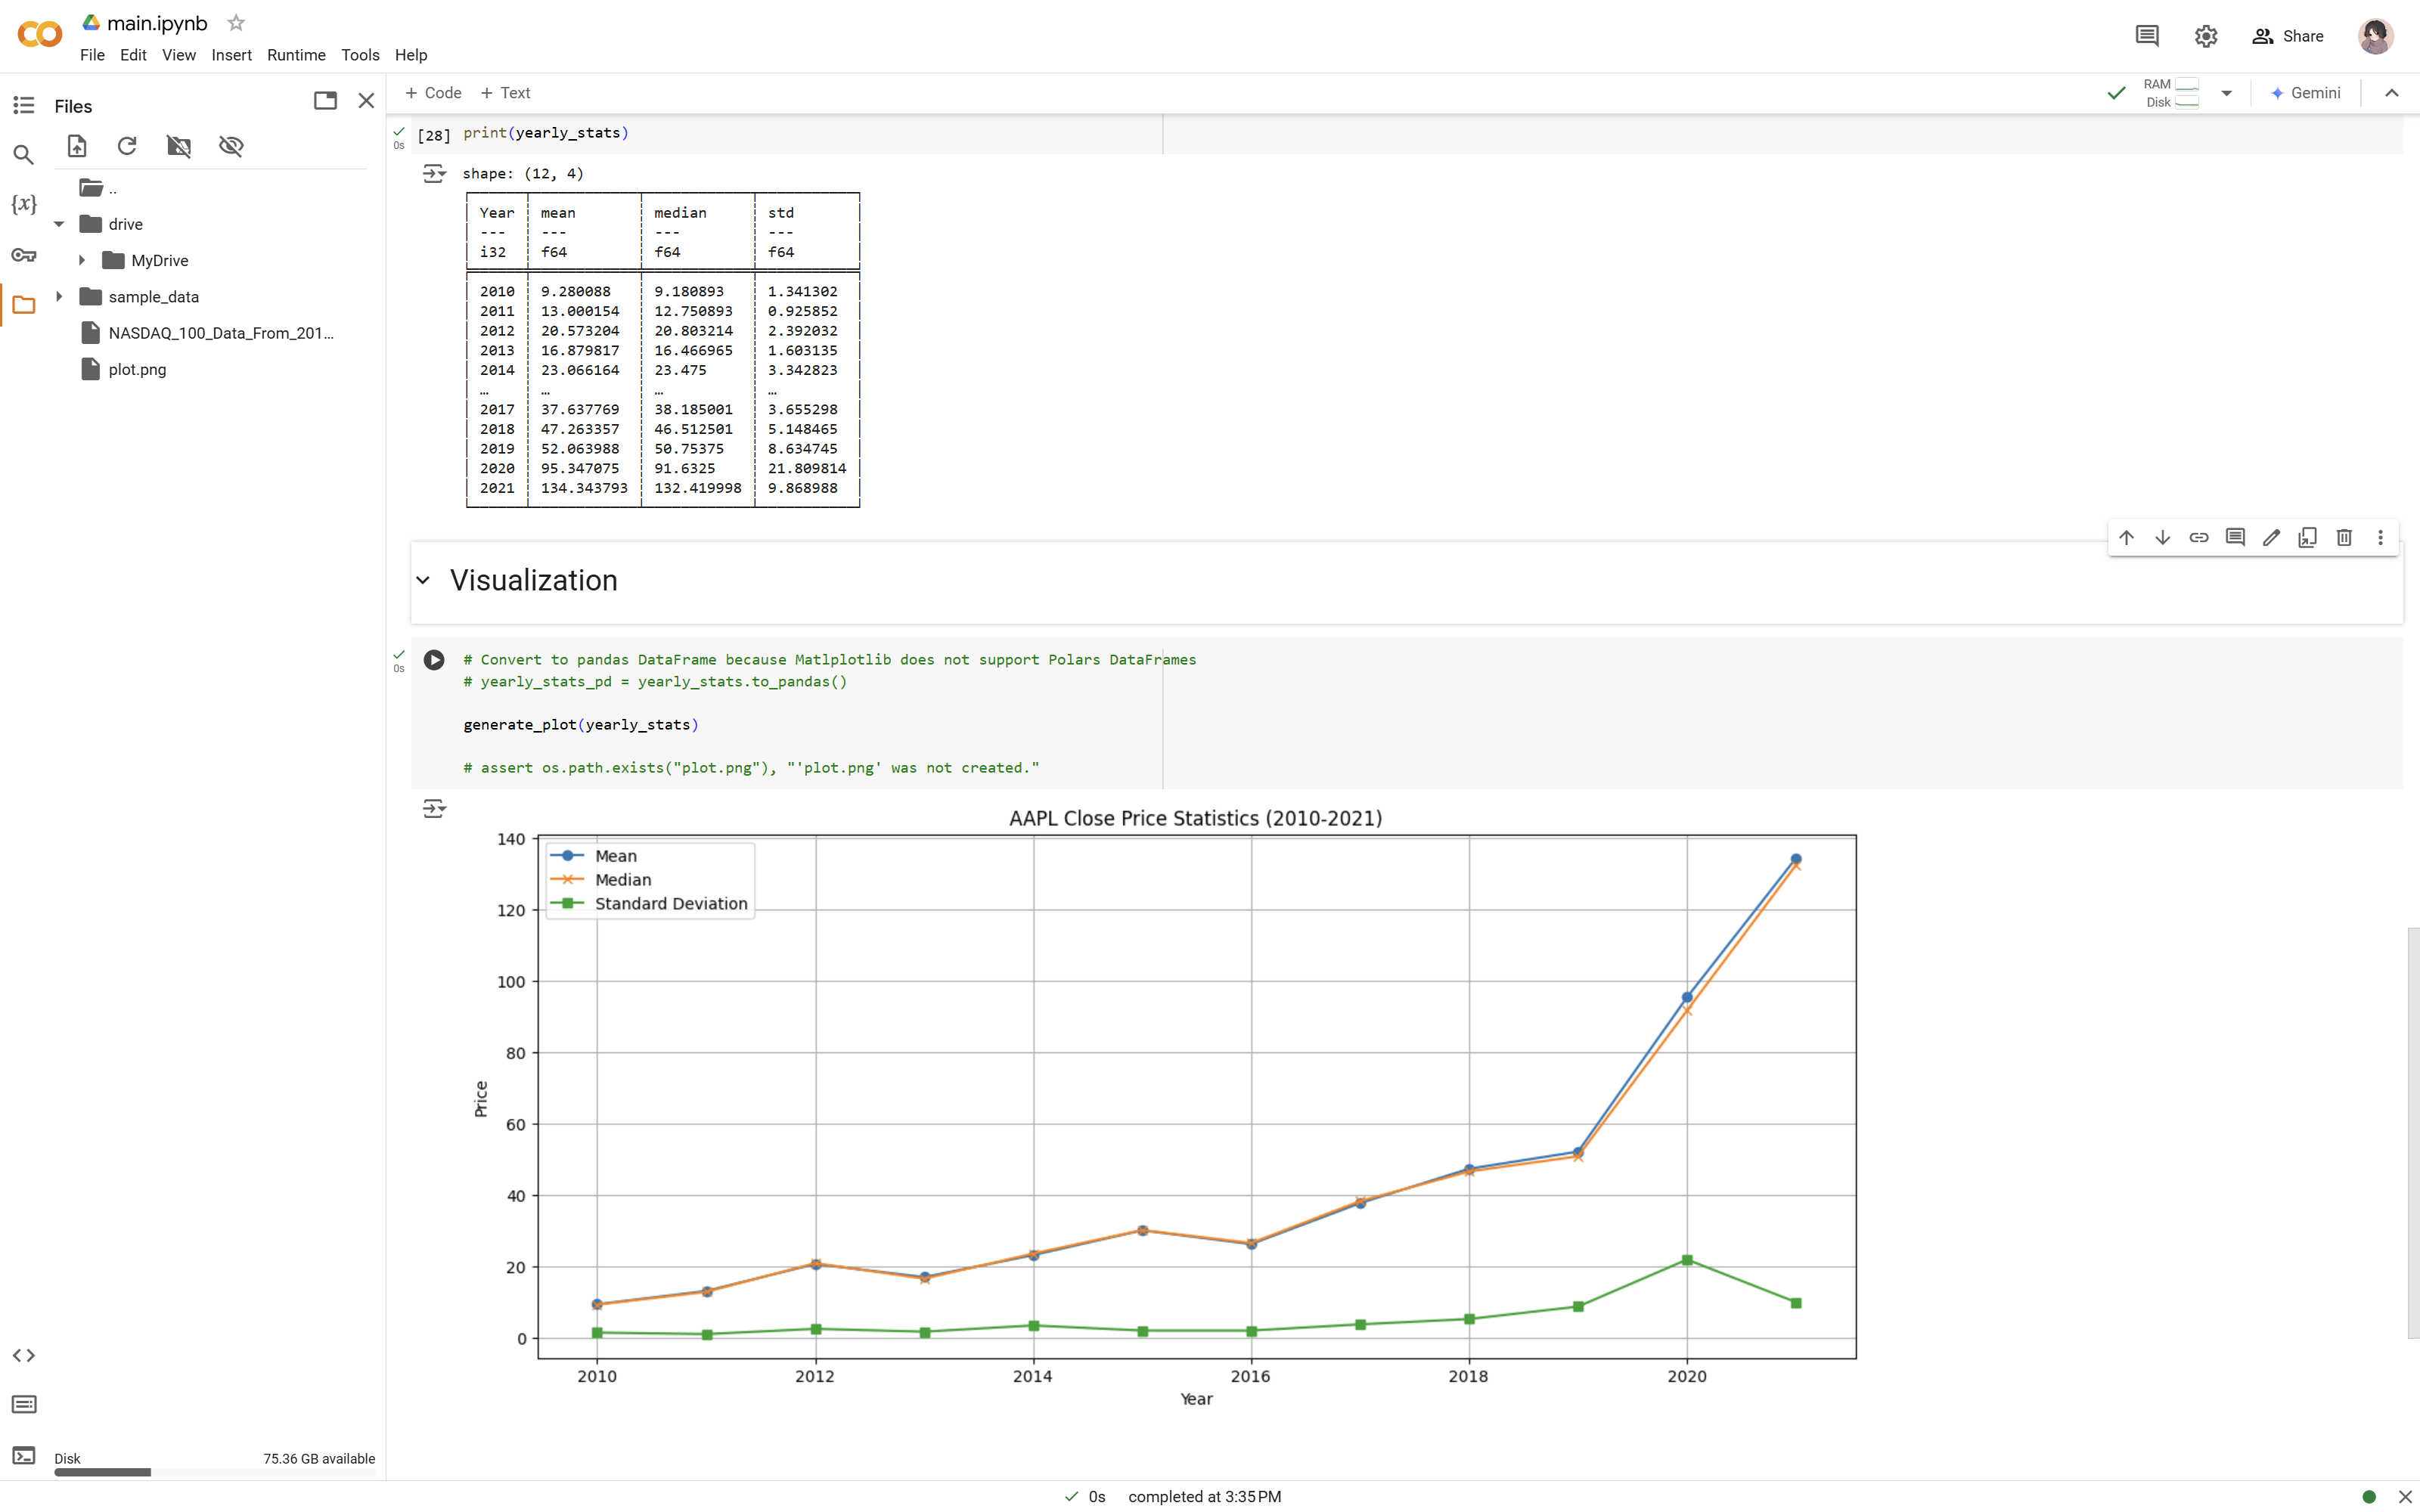 main.ipynb
File Edit View Insert Runtime Tools Help
Share
Files
..
drive
MyDrive
sample_data
NASDAQ_100_Data_From_201...
plot.png
Disk 75.36 GB available
+ Code + Text
RAM
Disk
Gemini
0s
[28] print(yearly_stats)
shape: (12, 4)
Year mean median std
--- --- --- ---
i32 f64 f64 f64
2010 9.280088 9.180893 1.341302
2011 13.000154 12.750893 0.925852
2012 20.573204 20.803214 2.392032
2013 16.879817 16.466965 1.603135
2014 23.066164 23.475 3.342823
… … … …
2017 37.637769 38.185001 3.655298
2018 47.263357 46.512501 5.148465
2019 52.063988 50.75375 8.634745
2020 95.347075 91.6325 21.809814
2021 134.343793 132.419998 9.868988
Visualization
0s
# Convert to pandas DataFrame because Matlplotlib does not support Polars DataFrames
# yearly_stats_pd = yearly_stats.to_pandas()
generate_plot(yearly_stats)
# assert os.path.exists("plot.png"), "'plot.png' was not created."
AAPL Close Price Statistics (2010-2021)
Mean
Median
Standard Deviation
140
120
100
80
60
40
20
0
Price
2010 2012 2014 2016 2018 2020
Year
0s completed at 3:35 PM